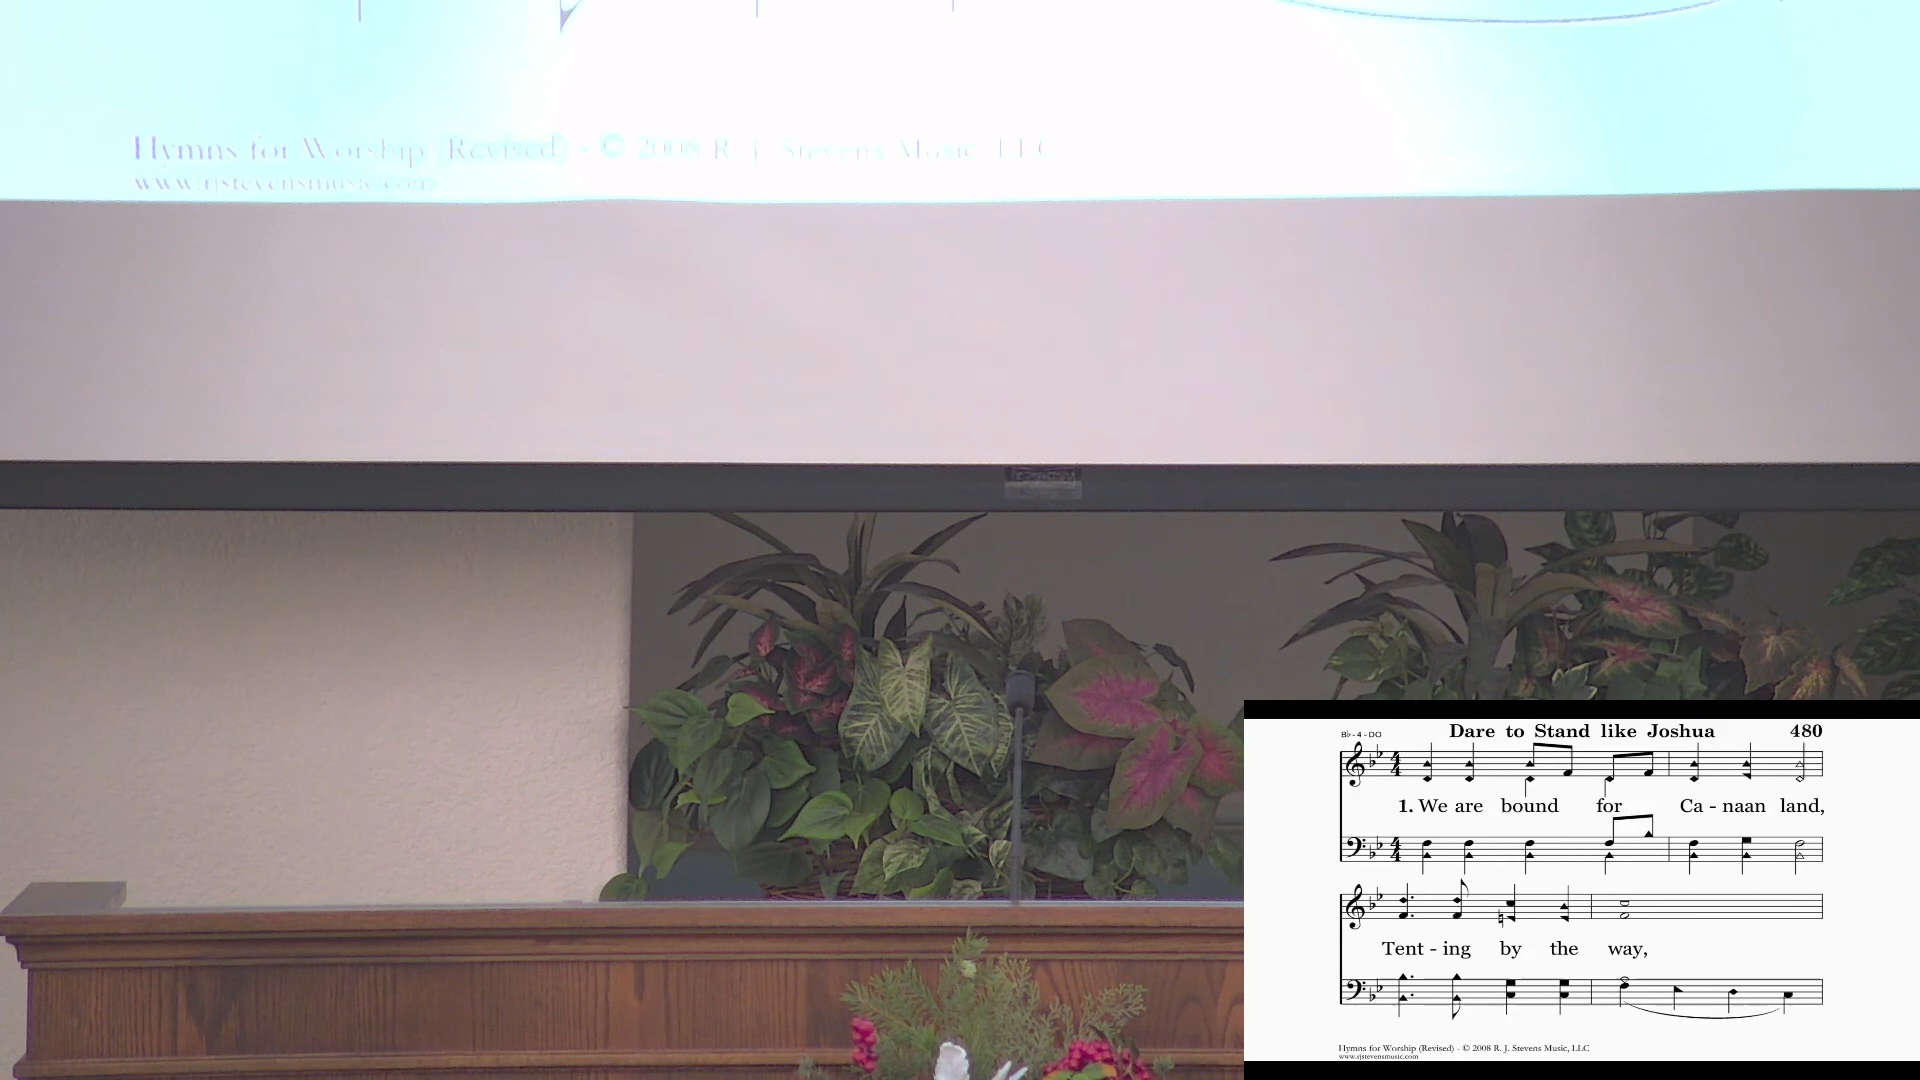 Hymns for Worship (Revised) - © 2008 R. J. Stevens Music, LLC
www.rjstevensmusic.com
B♭ - 4 - DO
Dare to Stand like Joshua 480
1. We are bound for Ca - naan land,
Tent - ing by the way,
Hymns for Worship (Revised) - © 2008 R. J. Stevens Music, LLC
www.rjstevensmusic.com